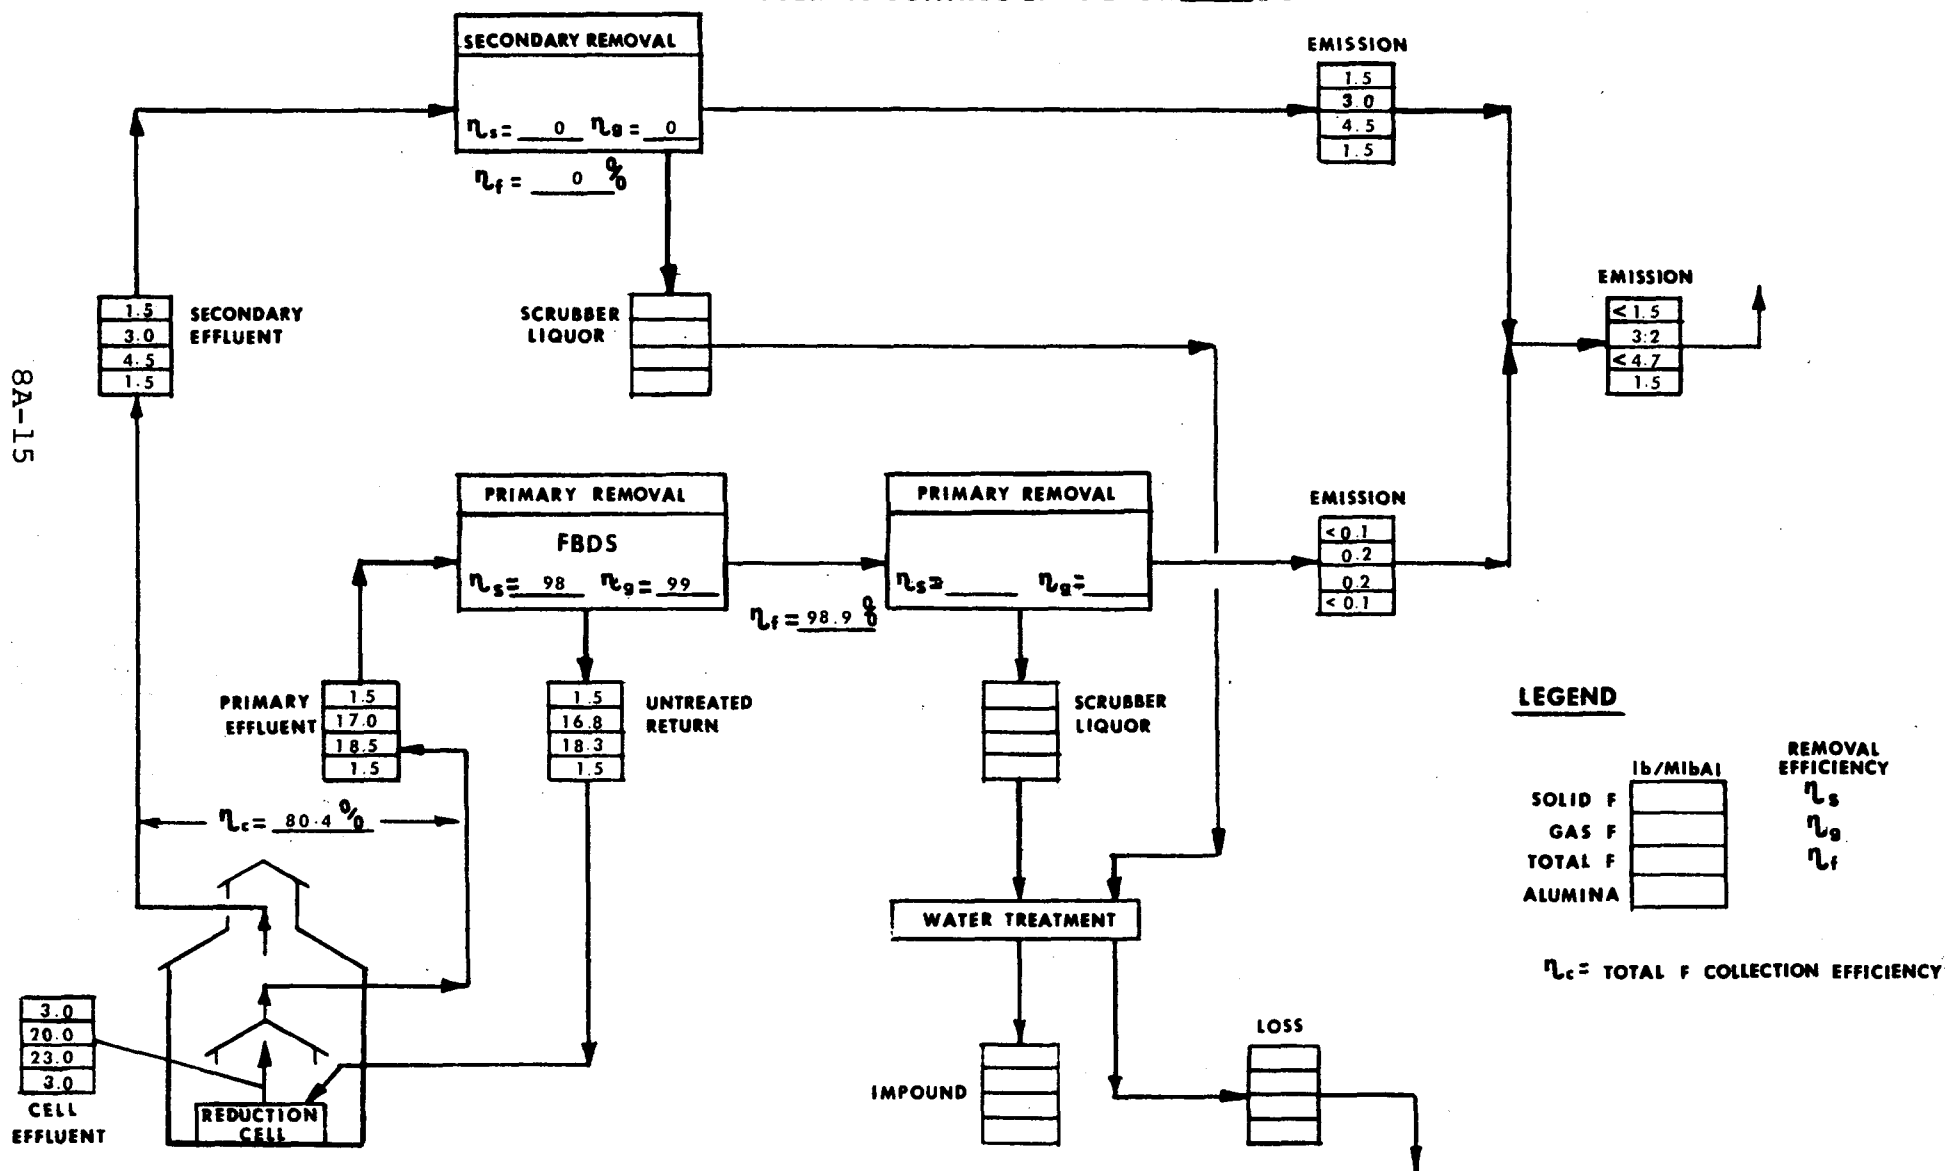 SECONDARY REMOVAL
ηs= 0 ηg= 0
ηf= 0 %
EMISSION
1.5
3.0
4.5
1.5
1.5
3.0
4.5
1.5
SECONDARY
EFFLUENT
SCRUBBER
LIQUOR
EMISSION
<1.5
3.2
<4.7
1.5
8A-15
PRIMARY REMOVAL
FBDS
ηs= 98 ηg= 99
ηf= 98.9 %
PRIMARY REMOVAL
ηs= ηg=
EMISSION
<0.1
0.2
0.2
<0.1
PRIMARY
EFFLUENT
1.5
17.0
18.5
1.5
1.5
16.8
18.3
1.5
UNTREATED
RETURN
SCRUBBER
LIQUOR
ηc= 80.4 %
LEGEND
lb/MlbAl
REMOVAL
EFFICIENCY
SOLID F ηs
GAS F ηg
TOTAL F ηf
ALUMINA
ηc= TOTAL F COLLECTION EFFICIENCY
WATER TREATMENT
3.0
20.0
23.0
3.0
CELL
EFFLUENT
REDUCTION
CELL
IMPOUND
LOSS